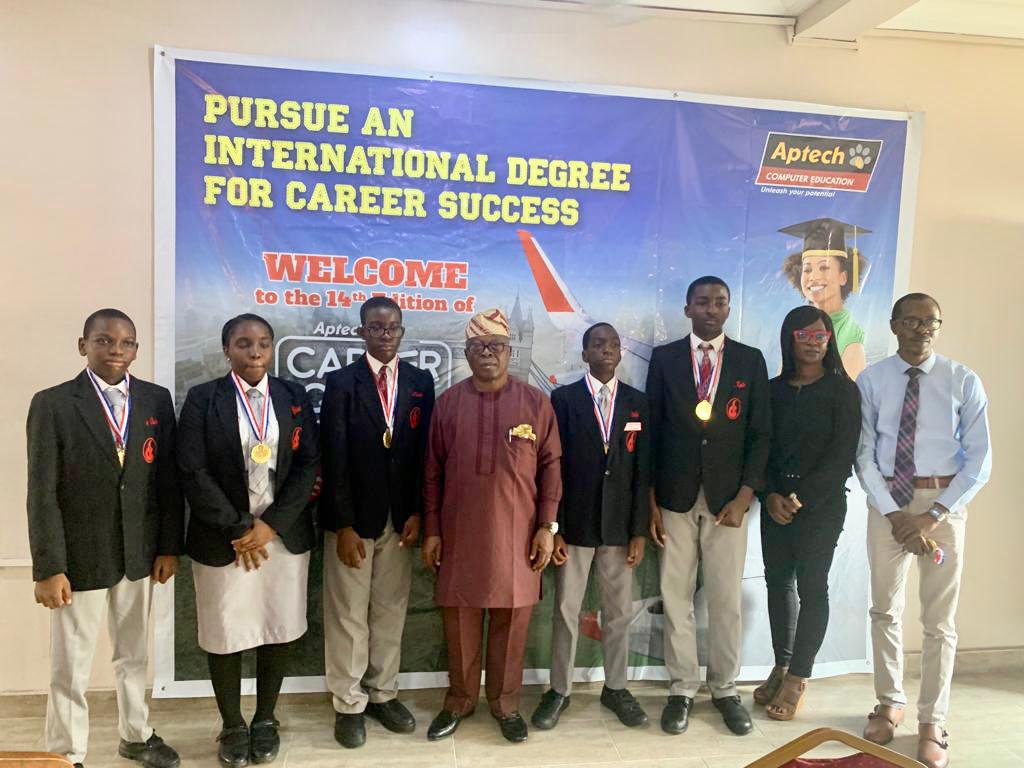 PURSUE AN
INTERNATIONAL DEGREE
FOR CAREER SUCCESS
Aptech
COMPUTER EDUCATION
Unleash your potential
WELCOME
to the 14th Edition of
Aptech